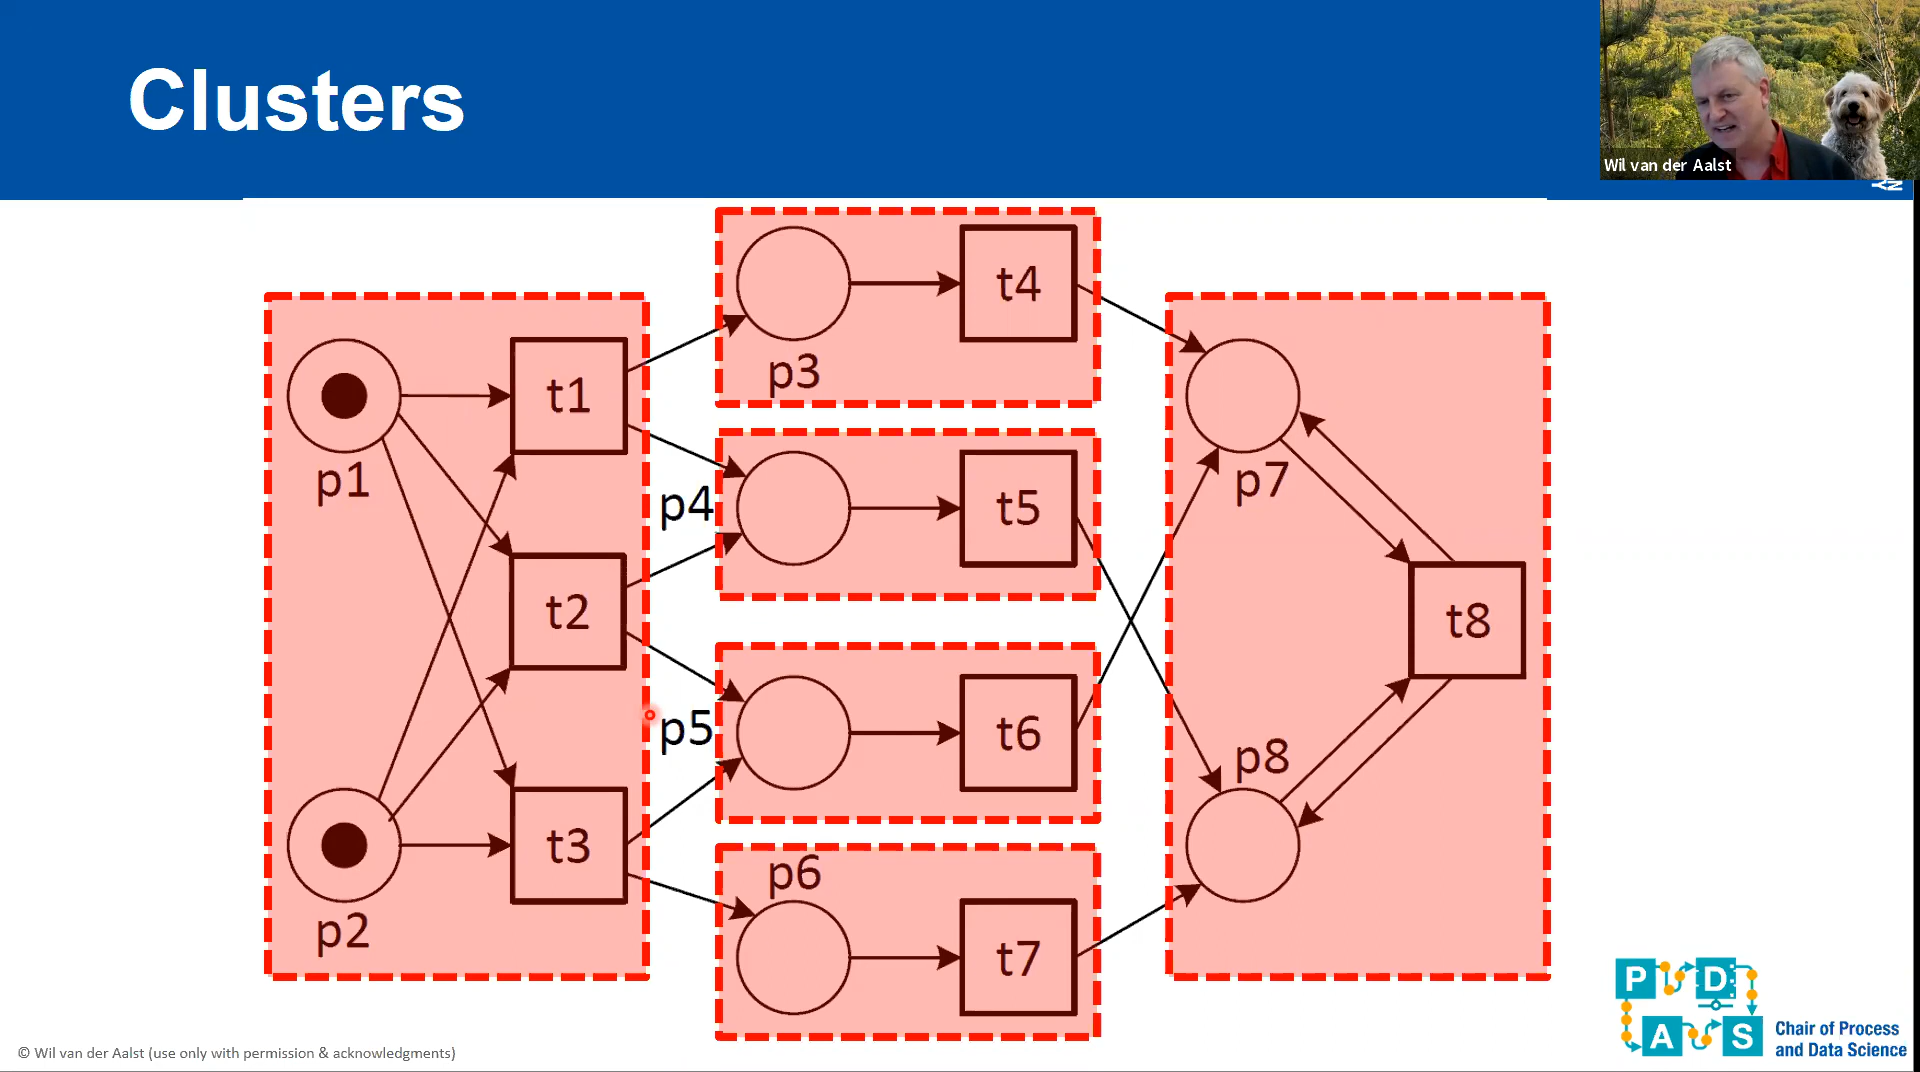 Clusters
Wil van der Aalst
p1
p2
t1
t2
t3
p3
t4
p4
t5
p5
t6
p6
t7
p7
p8
t8
© Wil van der Aalst (use only with permission & acknowledgments)
P D
A S
Chair of Process
and Data Science